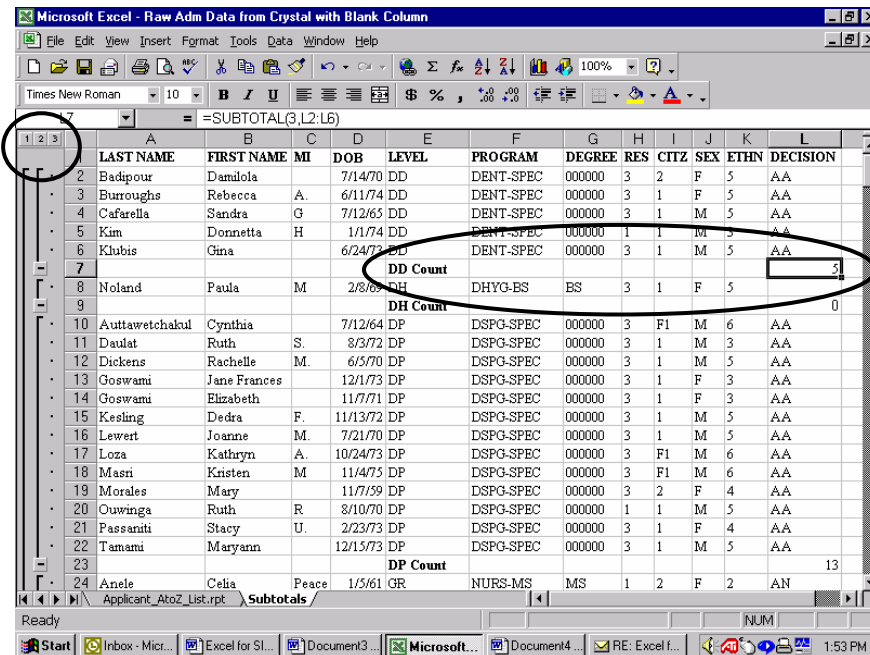 Microsoft Excel - Raw Adm Data from Crystal with Blank Column
File Edit View Insert Format Tools Data Window Help
100%
Times New Roman 10 B I U $ % ,
L7 = =SUBTOTAL(3,L2:L6)
1 2 3 A B C D E F G H I J K L
1 LAST NAME FIRST NAME MI DOB LEVEL PROGRAM DEGREE RES CITZ SEX ETHN DECISION
2 Badipour Damilola 7/14/70 DD DENT-SPEC 000000 3 2 F 5 AA
3 Burroughs Rebecca A. 6/11/74 DD DENT-SPEC 000000 3 1 F 5 AA
4 Cafarella Sandra G 7/12/65 DD DENT-SPEC 000000 3 1 M 5 AA
5 Kim Donnetta H 1/1/74 DD DENT-SPEC 000000 1 1 M 3 AA
6 Klubis Gina 6/24/73 DD DENT-SPEC 000000 3 1 M 5 AA
7 DD Count 5
8 Noland Paula M 2/8/69 DH DHYG-BS BS 3 1 F 5
9 DH Count 0
10 Auttawetchakul Cynthia 7/12/64 DP DSPG-SPEC 000000 3 F1 M 6 AA
11 Daulat Ruth S. 8/3/72 DP DSPG-SPEC 000000 3 1 M 3 AA
12 Dickens Rachelle M. 6/5/70 DP DSPG-SPEC 000000 3 1 M 5 AA
13 Goswami Jane Frances 12/1/73 DP DSPG-SPEC 000000 3 1 F 3 AA
14 Goswami Elizabeth 11/7/71 DP DSPG-SPEC 000000 3 1 F 3 AA
15 Kesling Dedra F. 11/13/72 DP DSPG-SPEC 000000 3 1 M 5 AA
16 Lewert Joanne M. 7/21/70 DP DSPG-SPEC 000000 3 1 M 5 AA
17 Loza Kathryn A. 10/24/73 DP DSPG-SPEC 000000 3 F1 M 6 AA
18 Masri Kristen M 11/4/75 DP DSPG-SPEC 000000 3 F1 M 6 AA
19 Morales Mary 11/7/59 DP DSPG-SPEC 000000 3 2 F 4 AA
20 Ouwinga Ruth R 8/10/70 DP DSPG-SPEC 000000 1 1 M 5 AA
21 Passaniti Stacy U. 2/23/73 DP DSPG-SPEC 000000 3 1 F 4 AA
22 Tamami Maryann 12/15/73 DP DSPG-SPEC 000000 3 1 M 5 AA
23 DP Count 13
24 Anele Celia Peace 1/5/61 GR NURS-MS MS 1 2 F 2 AN
Applicant_AtoZ_List.rpt Subtotals
Ready NUM
Start Inbox - Micr... Excel for SI... Document3 ... Microsoft... Document4 ... RE: Excel f... 1:53 PM